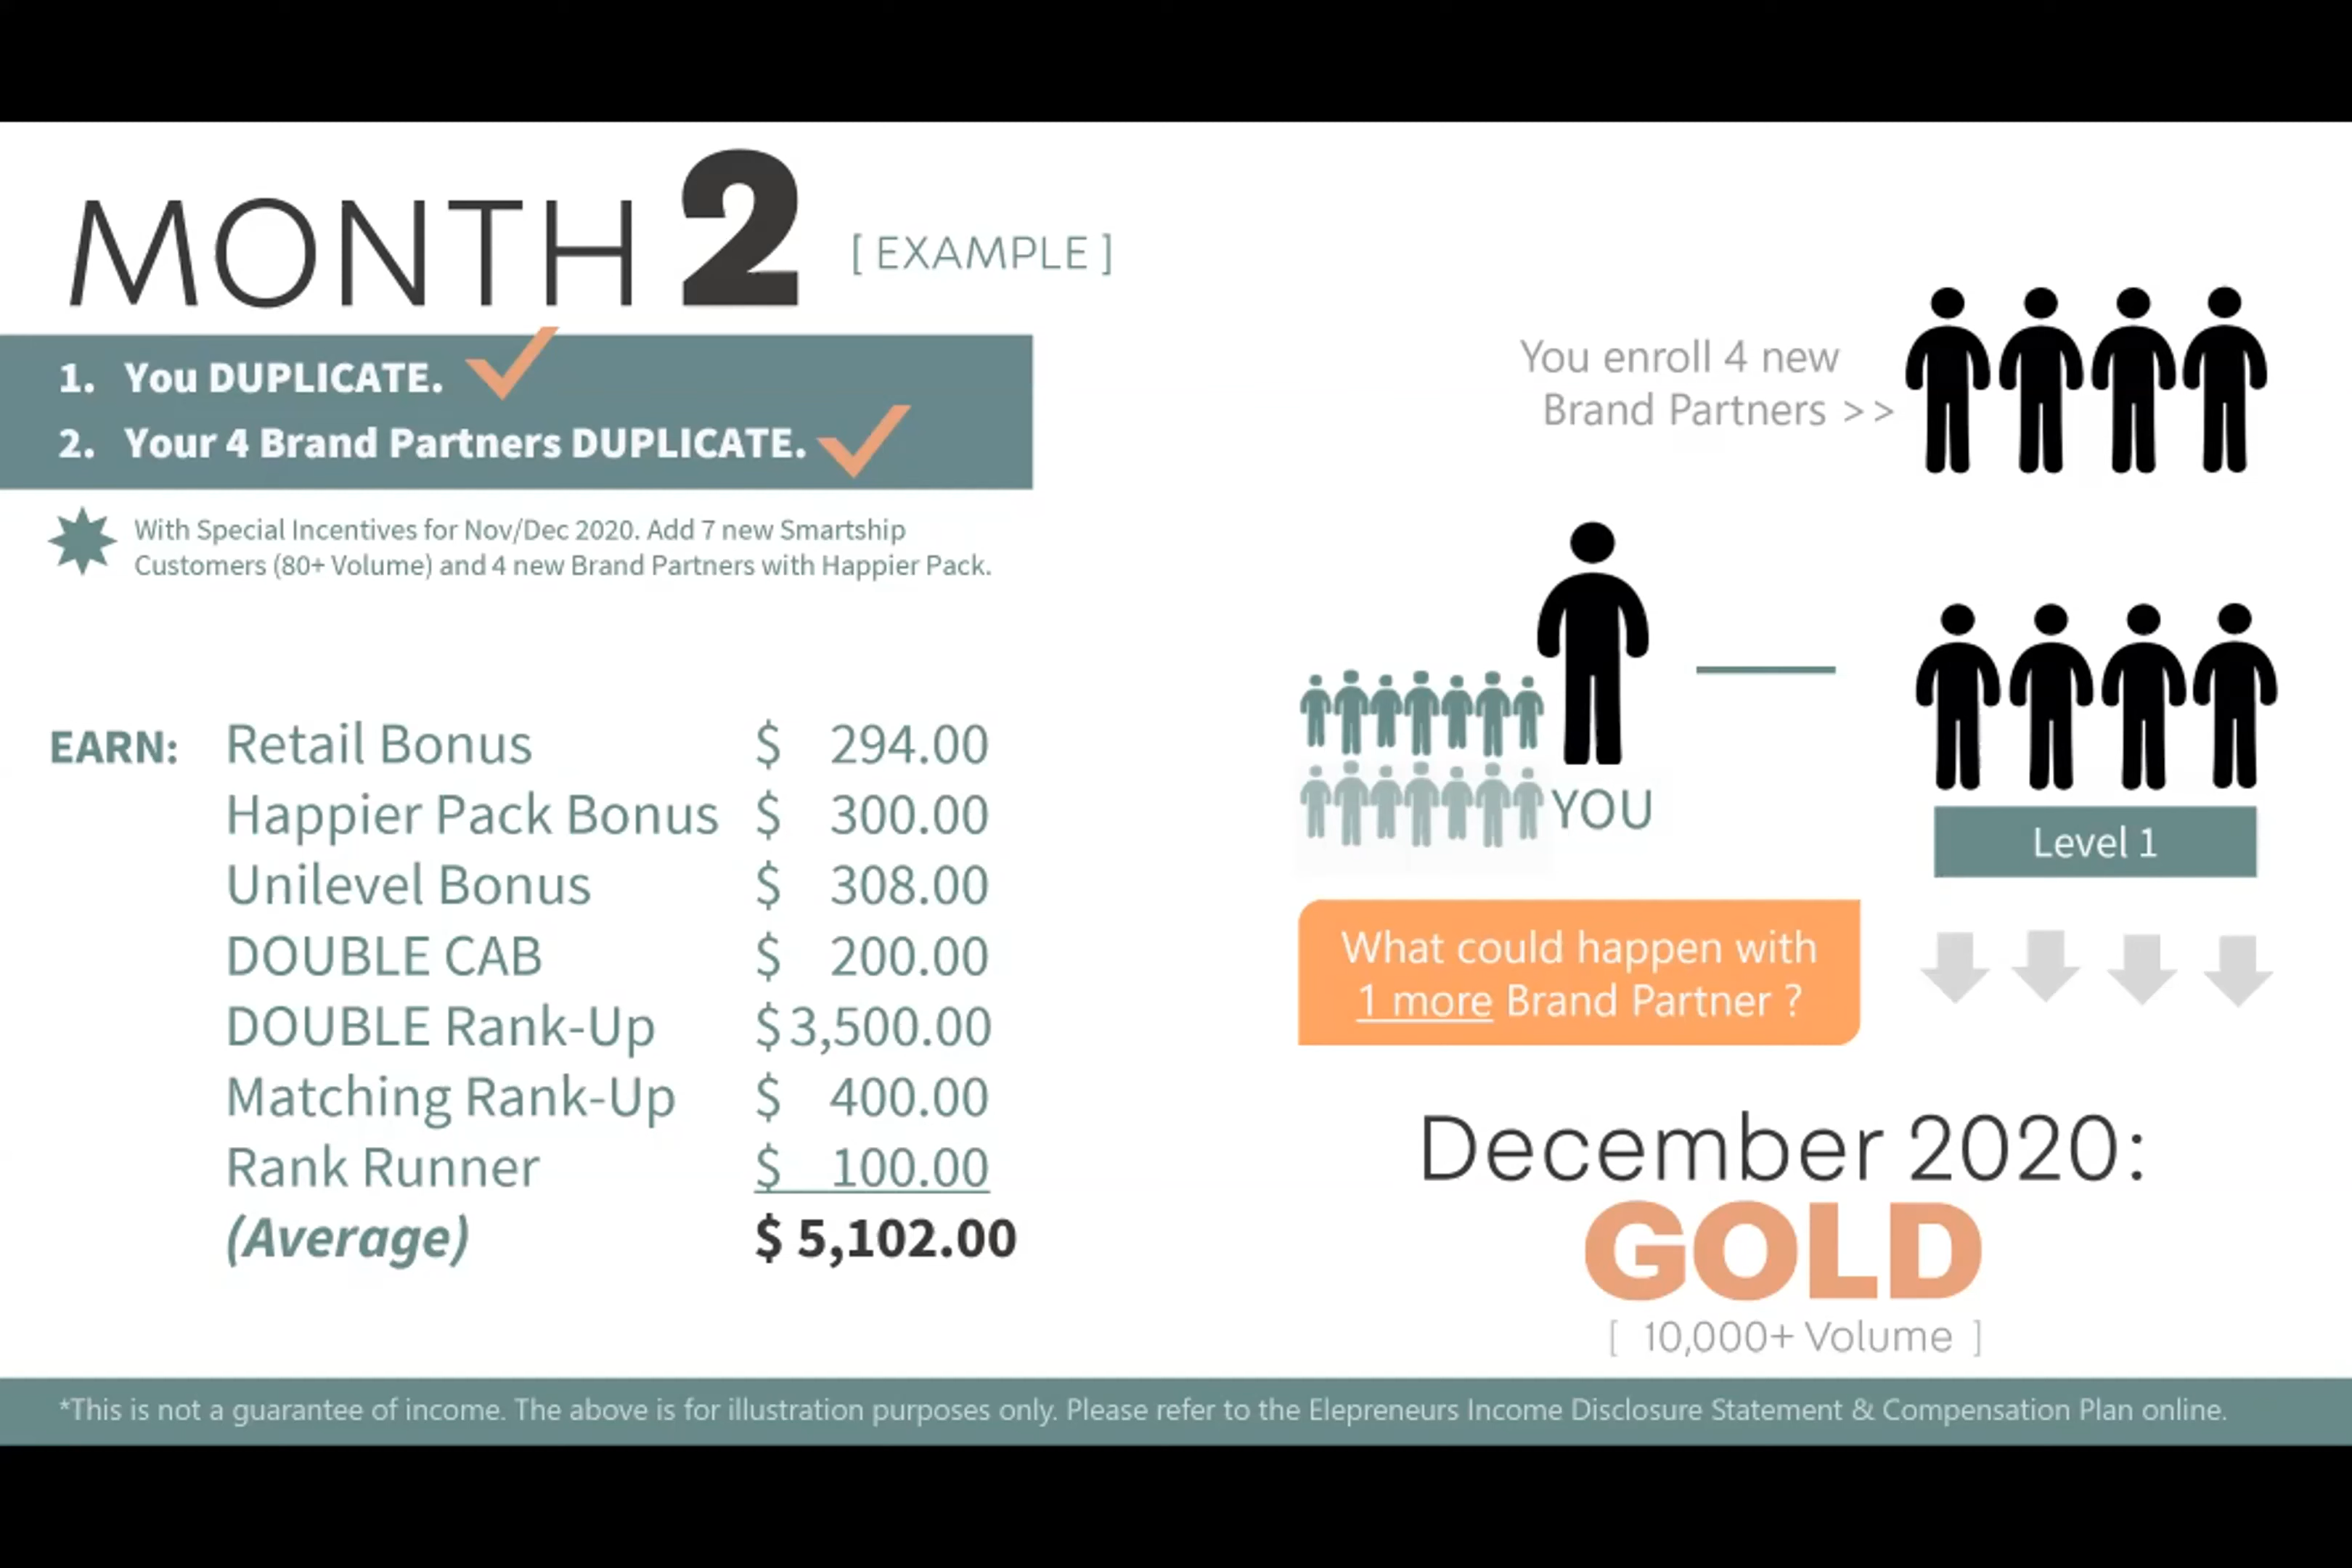 MONTH 2 [ EXAMPLE ]
1. You DUPLICATE.
2. Your 4 Brand Partners DUPLICATE.
With Special Incentives for Nov/Dec 2020. Add 7 new Smartship
Customers (80+ Volume) and 4 new Brand Partners with Happier Pack.
EARN: Retail Bonus $ 294.00
Happier Pack Bonus $ 300.00
Unilevel Bonus $ 308.00
DOUBLE CAB $ 200.00
DOUBLE Rank-Up $ 3,500.00
Matching Rank-Up $ 400.00
Rank Runner $ 100.00
(Average) $ 5,102.00
You enroll 4 new
Brand Partners >>
YOU
Level 1
What could happen with
1 more Brand Partner ?
December 2020:
GOLD
[ 10,000+ Volume ]
*This is not a guarantee of income. The above is for illustration purposes only. Please refer to the Elepreneurs Income Disclosure Statement & Compensation Plan online.